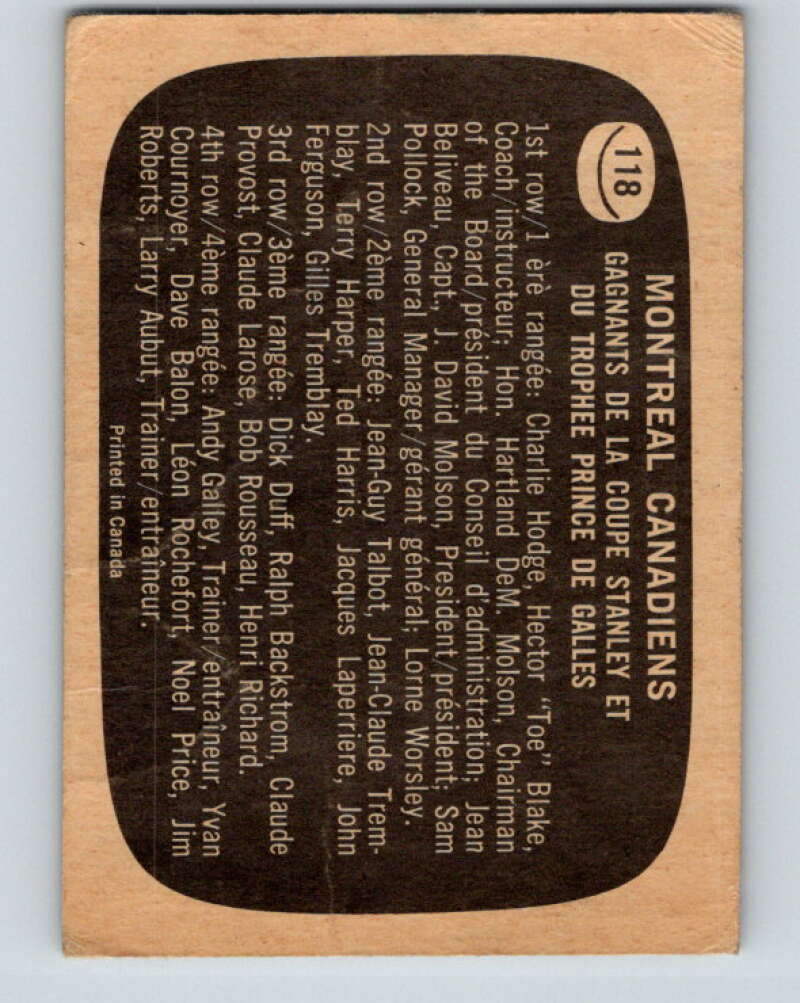 118
MONTREAL CANADIENS
GAGNANTS DE LA COUPE STANLEY ET
DU TROPHEE PRINCE DE GALLES
1st row/1 èrè rangée: Charlie Hodge, Hector "Toe" Blake,
Coach/instructeur; Hon. Hartland DeM. Molson, Chairman
of the Board/président du Conseil d'administration; Jean
Beliveau, Capt., J. David Molson, President/président; Sam
Pollock, General Manager/gérant général; Lorne Worsley.
2nd row/2ème rangée: Jean-Guy Talbot, Jean-Claude Trem-
blay, Terry Harper, Ted Harris, Jacques Laperriere, John
Ferguson, Gilles Tremblay.
3rd row/3ème rangée: Dick Duff, Ralph Backstrom, Claude
Provost, Claude Larose, Bob Rousseau, Henri Richard.
4th row/4ème rangée: Andy Galley, Trainer/entraîneur, Yvan
Cournoyer, Dave Balon, Léon Rochefort, Noel Price, Jim
Roberts, Larry Aubut, Trainer/entraîneur.
Printed in Canada